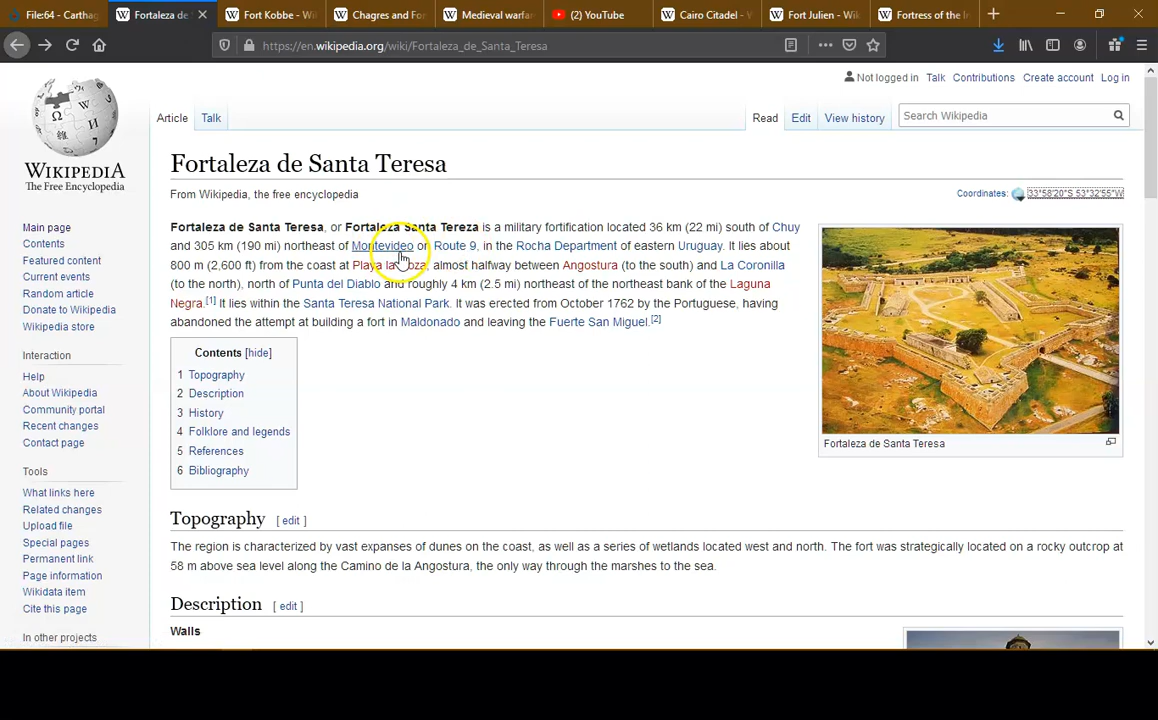 File:64 - Carthag
Fortaleza de S
Fort Kobbe - Wi
Chagres and For
Medieval warfar
(2) YouTube
Cairo Citadel - W
Fort Julien - Wik
Fortress of the I
https://en.wikipedia.org/wiki/Fortaleza_de_Santa_Teresa
Not logged in Talk Contributions Create account Log in
Article Talk Read Edit View history Search Wikipedia
WIKIPEDIA
The Free Encyclopedia
Main page
Contents
Featured content
Current events
Random article
Donate to Wikipedia
Wikipedia store
Interaction
Help
About Wikipedia
Community portal
Recent changes
Contact page
Tools
What links here
Related changes
Upload file
Special pages
Permanent link
Page information
Wikidata item
Cite this page
In other projects
Fortaleza de Santa Teresa
From Wikipedia, the free encyclopedia
Coordinates: 33°58′20″S 53°32′55″W
Fortaleza de Santa Teresa, or Fortaleza Santa Tereza is a military fortification located 36 km (22 mi) south of Chuy
and 305 km (190 mi) northeast of Montevideo on Route 9, in the Rocha Department of eastern Uruguay. It lies about
800 m (2,600 ft) from the coast at Playa la, almost halfway between Angostura (to the south) and La Coronilla
(to the north), north of Punta del Diablo and roughly 4 km (2.5 mi) northeast of the northeast bank of the Laguna
Negra.[1] It lies within the Santa Teresa National Park. It was erected from October 1762 by the Portuguese, having
abandoned the attempt at building a fort in Maldonado and leaving the Fuerte San Miguel.[2]
Fortaleza de Santa Teresa
Contents [hide]
1 Topography
2 Description
3 History
4 Folklore and legends
5 References
6 Bibliography
Topography [ edit ]
The region is characterized by vast expanses of dunes on the coast, as well as a series of wetlands located west and north. The fort was strategically located on a rocky outcrop at
58 m above sea level along the Camino de la Angostura, the only way through the marshes to the sea.
Description [ edit ]
Walls